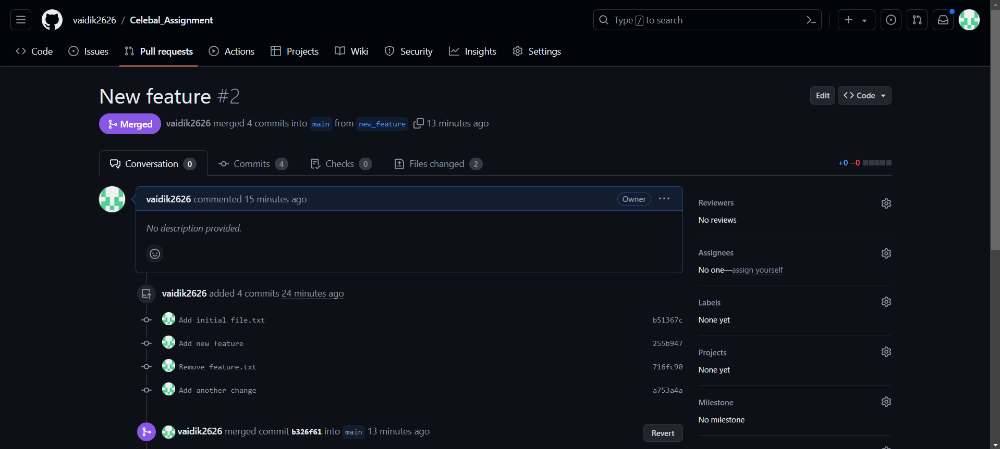 vaidik2626 / Celebal_Assignment
Type / to search
Code Issues Pull requests Actions Projects Wiki Security Insights Settings
New feature #2
Edit
Code
Merged
vaidik2626 merged 4 commits into main from new_feature 13 minutes ago
Conversation 0
Commits 4
Checks 0
Files changed 2
+0 −0
vaidik2626 commented 15 minutes ago
Owner
No description provided.
vaidik2626 added 4 commits 24 minutes ago
Add initial file.txt b51367c
Add new feature 255b947
Remove feature.txt 716fc90
Add another change a753a4a
vaidik2626 merged commit b326f61 into main 13 minutes ago
Revert
Reviewers
No reviews
Assignees
No one—assign yourself
Labels
None yet
Projects
None yet
Milestone
No milestone